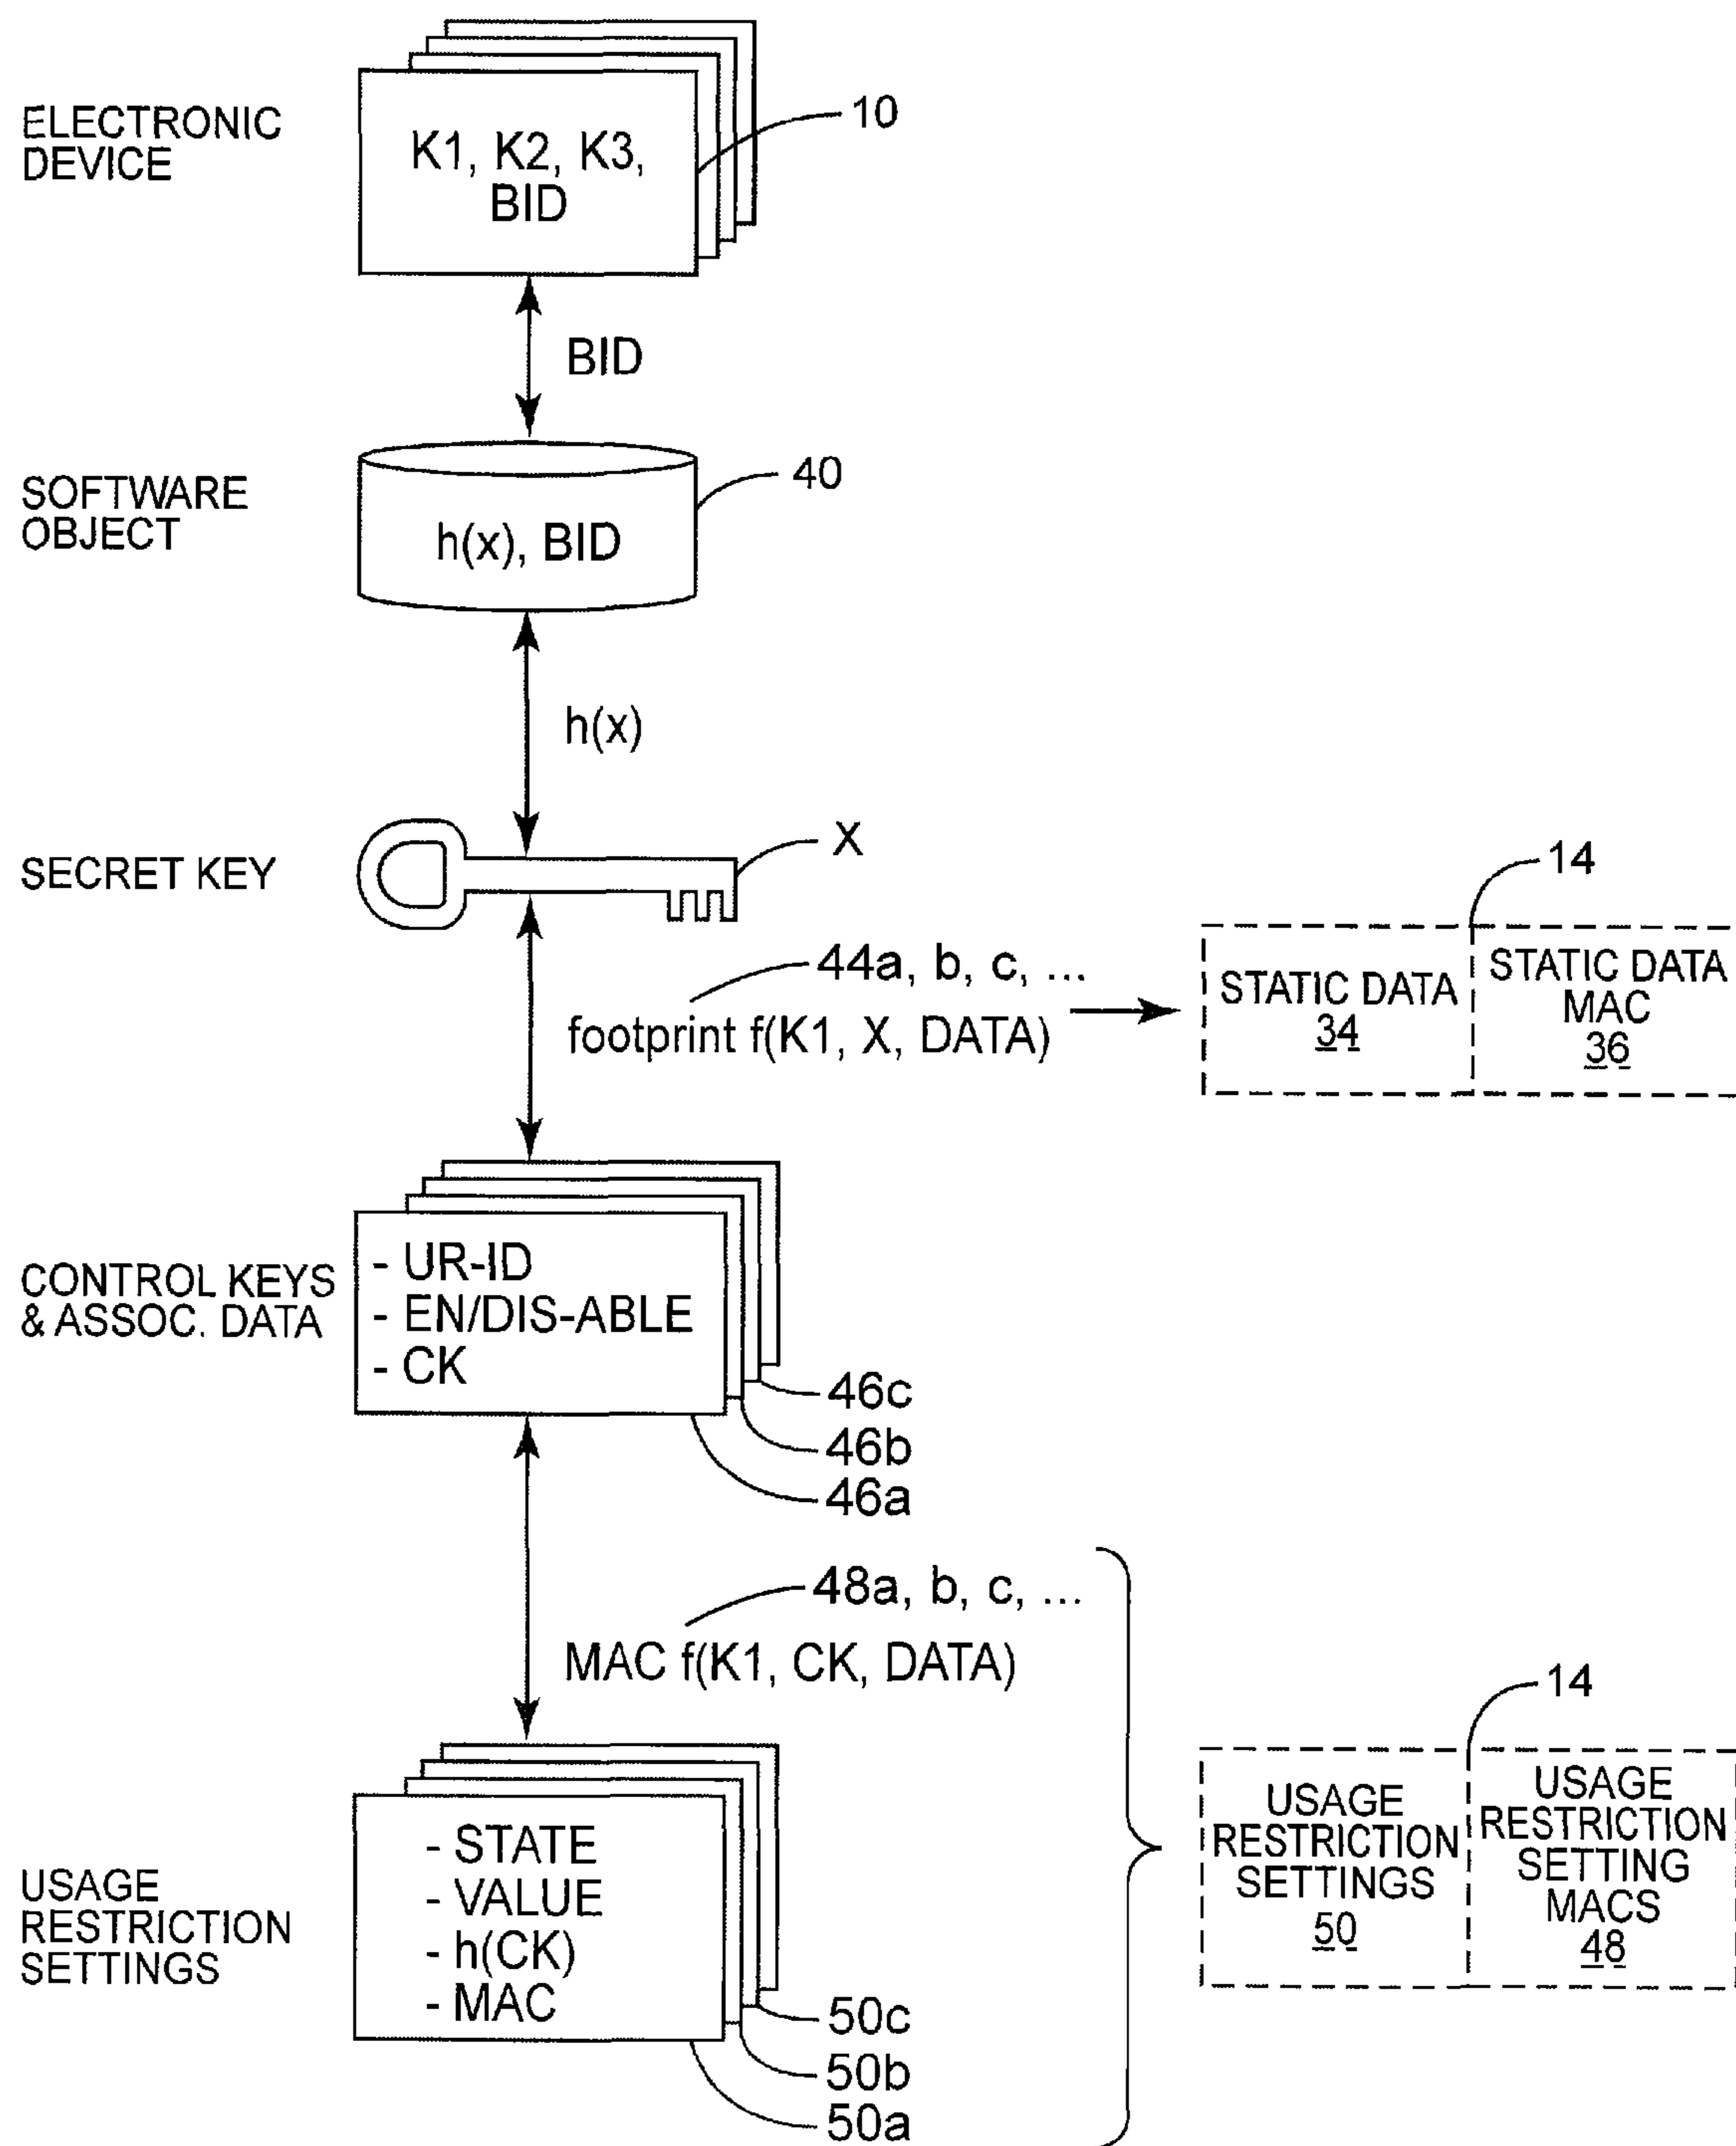 ELECTRONIC
DEVICE
K1, K2, K3,
BID
10
BID
SOFTWARE
OBJECT
h(x), BID
40
h(x)
SECRET KEY
X
44a, b, c, ...
footprint f(K1, X, DATA)
14
STATIC DATA
34
STATIC DATA
MAC
36
CONTROL KEYS
& ASSOC. DATA
- UR-ID
- EN/DIS-ABLE
- CK
46c
46b
46a
48a, b, c, ...
MAC f(K1, CK, DATA)
14
USAGE
RESTRICTION
SETTINGS
50
USAGE
RESTRICTION
SETTING
MACS
48
USAGE
RESTRICTION
SETTINGS
- STATE
- VALUE
- h(CK)
- MAC
50c
50b
50a